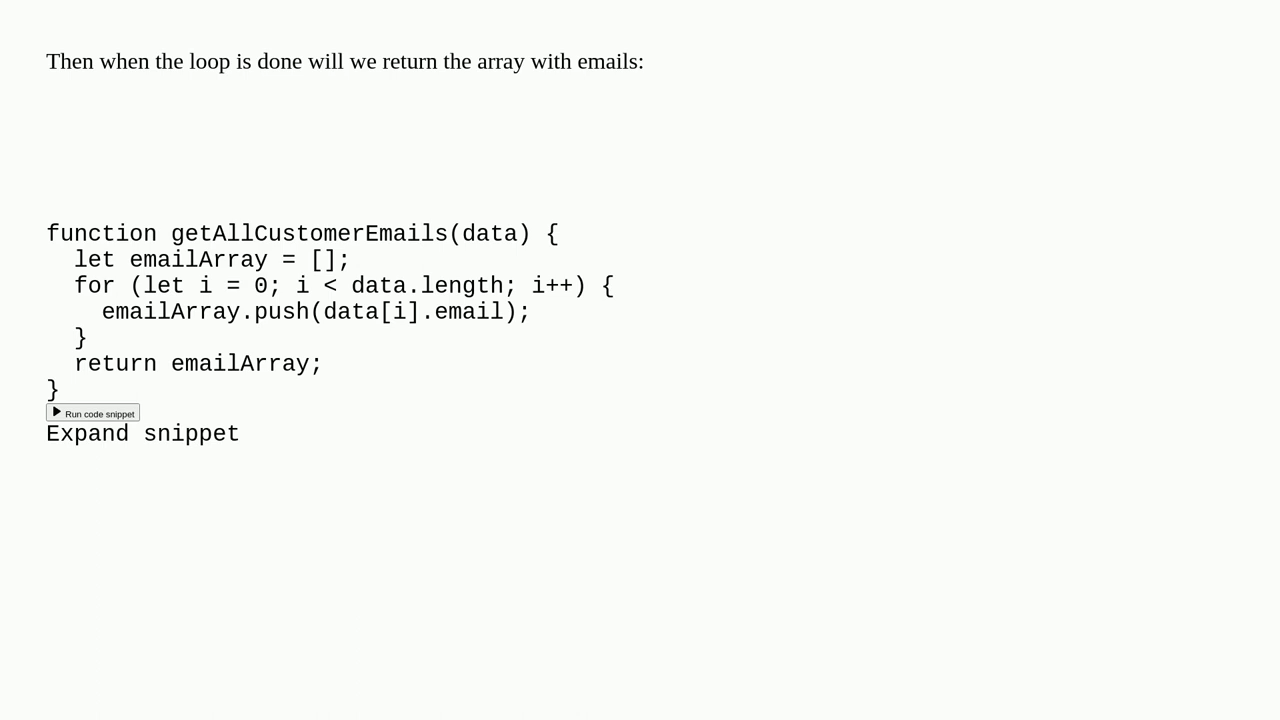 Then when the loop is done will we return the array with emails:
function getAllCustomerEmails(data) {
  let emailArray = [];
  for (let i = 0; i < data.length; i++) {
    emailArray.push(data[i].email);
  }
  return emailArray;
}
Run code snippet
Expand snippet